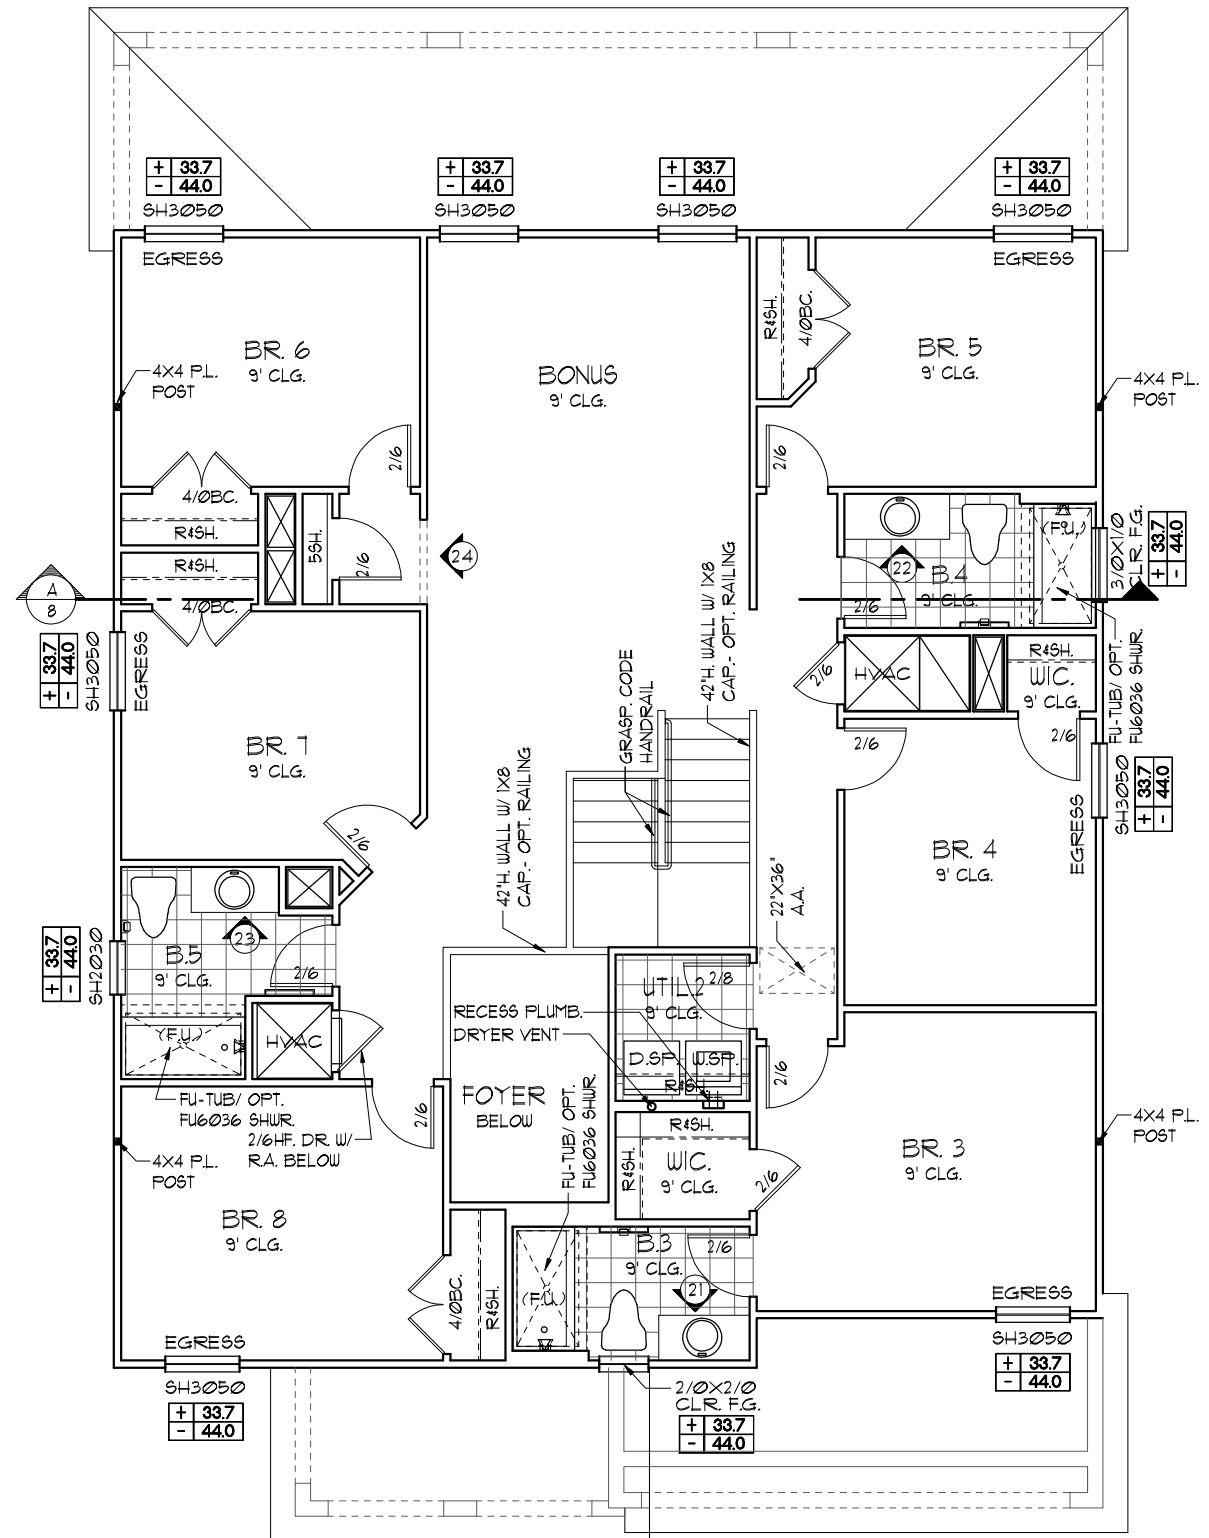 + 33.7
- 44.0
SH3050
+ 33.7
- 44.0
SH3050
+ 33.7
- 44.0
SH3050
+ 33.7
- 44.0
SH3050
EGRESS
EGRESS
R&SH.
4/0BC.
BR. 6
9' CLG.
BONUS
9' CLG.
BR. 5
9' CLG.
4X4 P.L.
POST
4X4 P.L.
POST
2/6
2/6
4/0BC.
R&SH.
5SH.
2/6
24
R&SH.
4/0BC.
A
8
22
B.4
9' CLG.
2/6
(F.U.)
3/0X1/0
CLR. F.G.
+ 33.7
- 44.0
FU-TUB/ OPT.
FU6036 SHWR.
+ 33.7
- 44.0
SH3050
EGRESS
42"H. WALL W/ 1X8
CAP.- OPT. RAILING
GRASP. CODE
HANDRAIL
2/6
HVAC
R&SH.
WIC.
9' CLG.
2/6
2/6
BR. 7
9' CLG.
42"H. WALL W/ 1X8
CAP.- OPT. RAILING
2/6
EGRESS
SH3050
+ 33.7
- 44.0
BR. 4
9' CLG.
22"X36"
A.A.
23
B.5
9' CLG.
2/6
+ 33.7
- 44.0
SH2030
UTIL.2
9' CLG.
2/8
RECESS PLUMB.
DRYER VENT
(F.U.)
HVAC
D.SP.
W.SP.
R&SH.
FU-TUB/ OPT.
FU6036 SHWR.
2/6HF. DR. W/
R.A. BELOW
2/6
FOYER
BELOW
FU-TUB/ OPT.
FU6036 SHWR.
2/6
4X4 P.L.
POST
4X4 P.L.
POST
R&SH.
R&SH.
WIC.
9' CLG.
2/6
BR. 3
9' CLG.
BR. 8
9' CLG.
4/0BC.
R&SH.
B.3
9' CLG.
2/6
(F.U.)
21
EGRESS
SH3050
+ 33.7
- 44.0
EGRESS
SH3050
+ 33.7
- 44.0
2/0X2/0
CLR. F.G.
+ 33.7
- 44.0